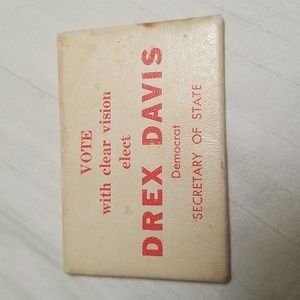 VOTE
with clear vision
elect
DREX DAVIS
Democrat
SECRETARY OF STATE